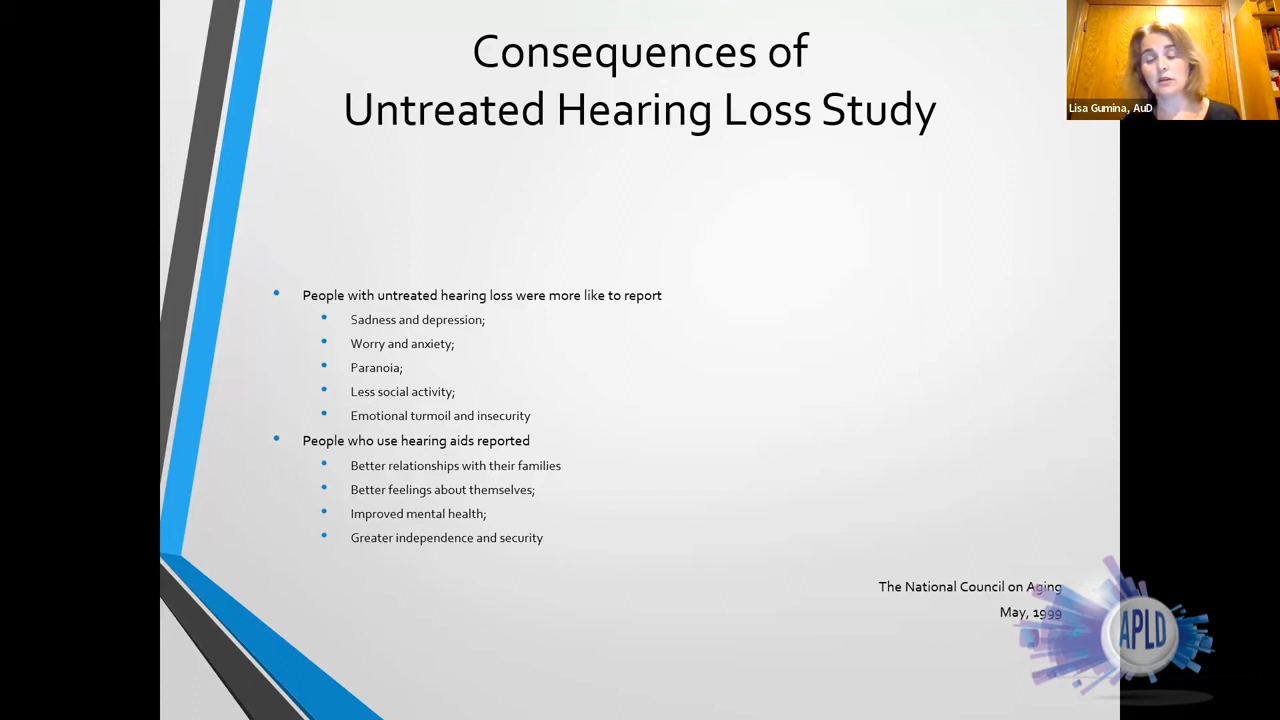 Consequences of
Untreated Hearing Loss Study
Lisa Gumina, AuD
People with untreated hearing loss were more like to report
Sadness and depression;
Worry and anxiety;
Paranoia;
Less social activity;
Emotional turmoil and insecurity
People who use hearing aids reported
Better relationships with their families
Better feelings about themselves;
Improved mental health;
Greater independence and security
The National Council on Aging
May, 1999
APLD